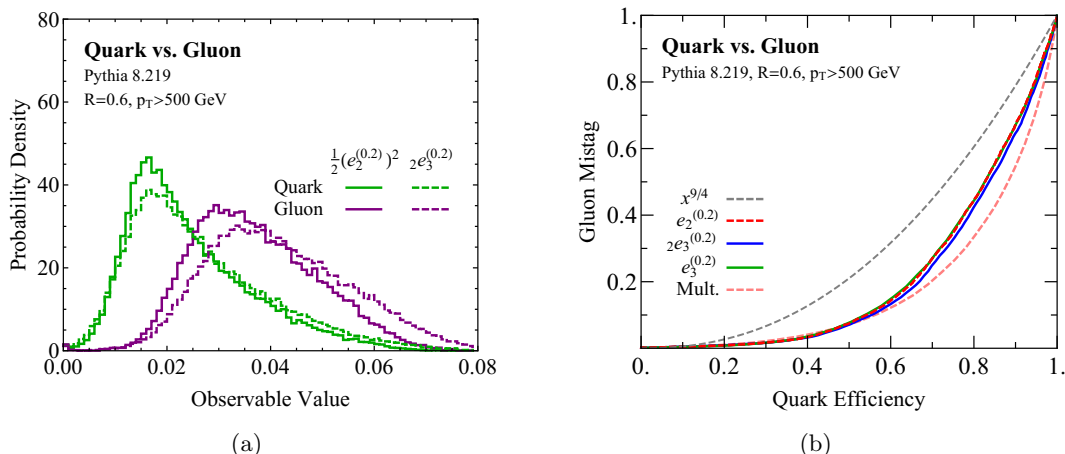 80
60
40
20
0
0.00
0.02
0.04
0.06
0.08
Probability Density
Observable Value
Quark vs. Gluon
Pythia 8.219
R=0.6, p_T>500 GeV
½(e_2^{(0.2)})^2 _2e_3^{(0.2)}
Quark
Gluon
(a)
1.
0.8
0.6
0.4
0.2
0.
0.2
0.4
0.6
0.8
1.
Gluon Mistag
Quark Efficiency
Quark vs. Gluon
Pythia 8.219, R=0.6, p_T>500 GeV
x^{9/4}
e_2^{(0.2)}
_2e_3^{(0.2)}
e_3^{(0.2)}
Mult.
(b)